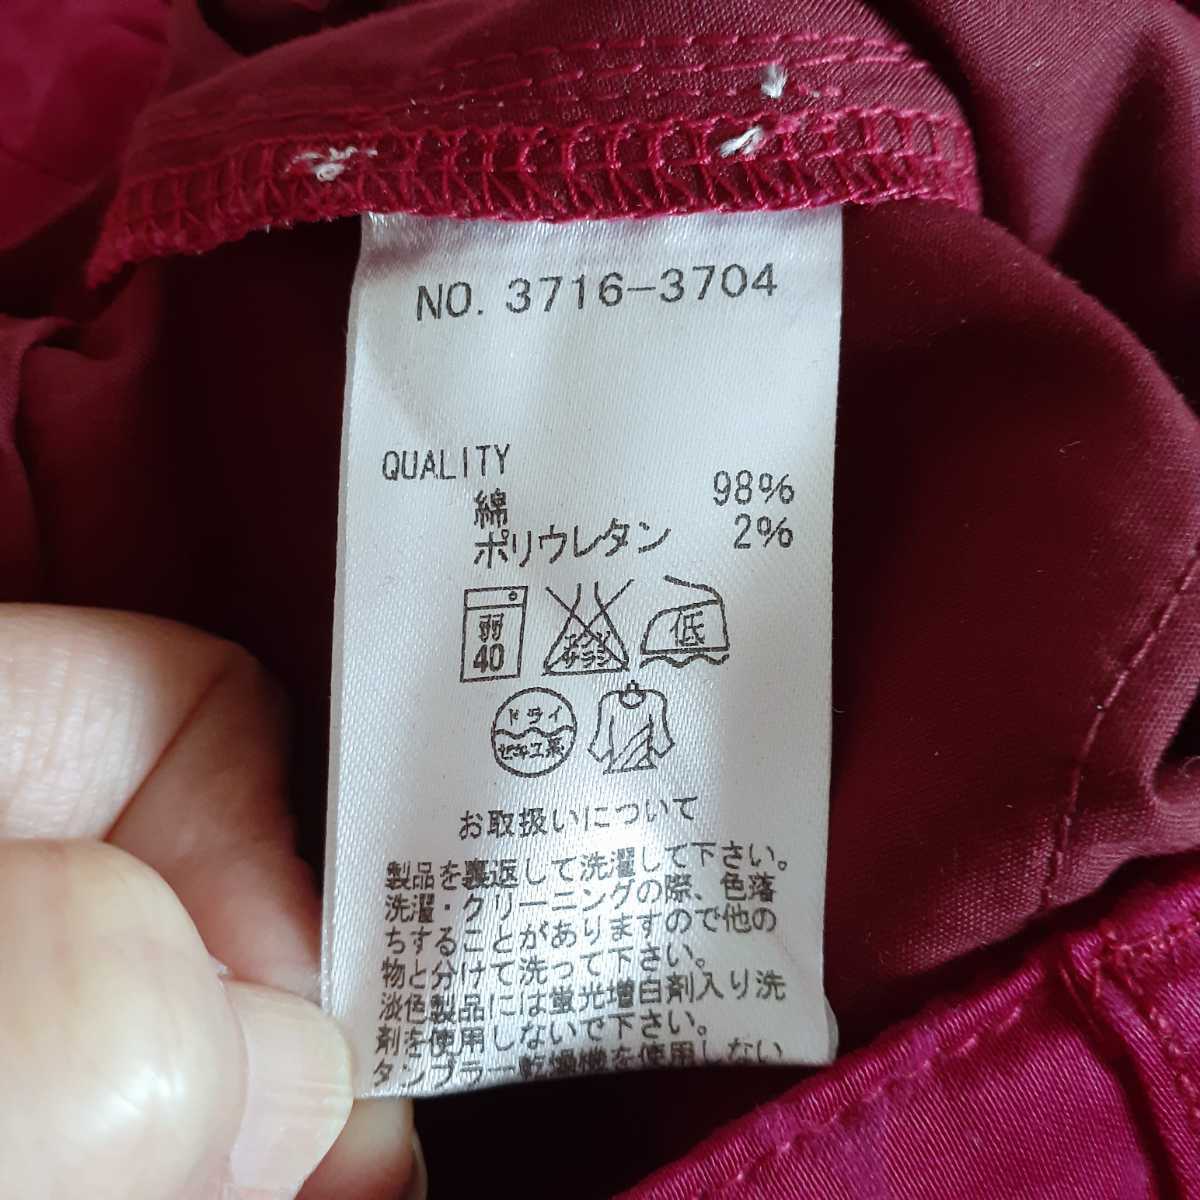 NO. 3716-3704
QUALITY
綿 98%
ポリウレタン 2%
弱
40
エンソ
サラシ
低
ドライ
セキユ系
お取扱いについて
製品を裏返して洗濯して下さい。
洗濯・クリーニングの際、色落
ちすることがありますので他の
物と分けて洗って下さい。
淡色製品には蛍光増白剤入り洗
剤を使用しないで下さい。
タンブラー乾燥機を使用しない